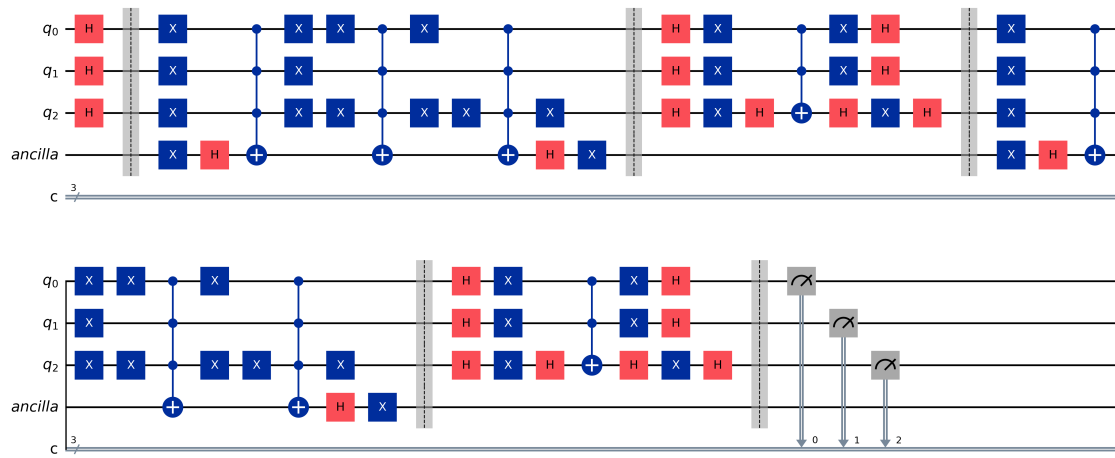 q0 H X X X X H X X H
q1 H X X H X X H
q2 H X X X X X X H X H H X H
ancilla X H H X X H
c 3
q0 X X X H X X H
q1 X H X X H
q2 X X X X X H X H H X H
ancilla H X
c 3 0 1 2